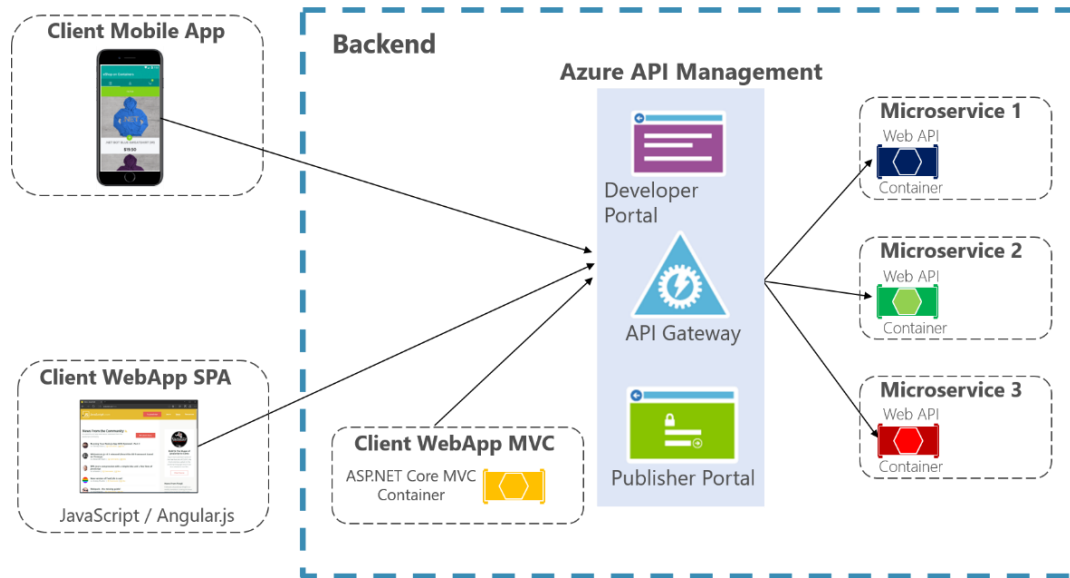 Client Mobile App
.NET
Backend
Azure API Management
Developer
Portal
API Gateway
Publisher Portal
Microservice 1
Web API
Container
Microservice 2
Web API
Container
Microservice 3
Web API
Container
Client WebApp SPA
JavaScript / Angular.js
Client WebApp MVC
ASP.NET Core MVC
Container